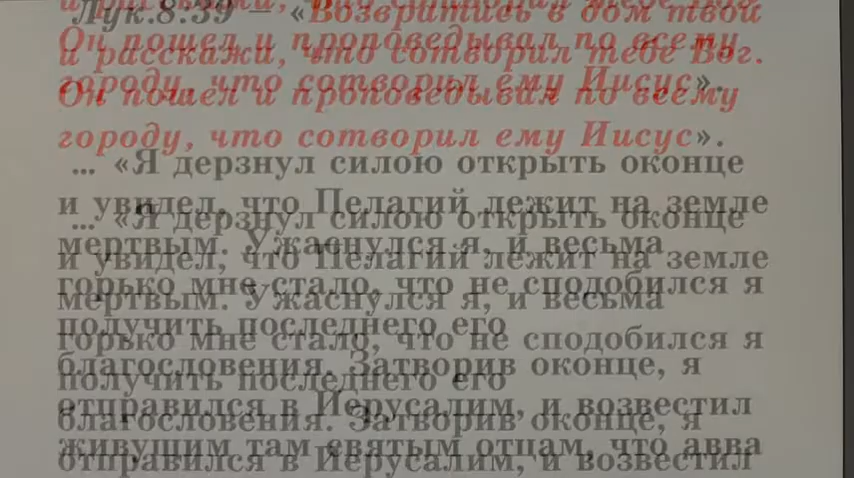 Лук.8:39 – «Возвратись в дом твой
и расскажи, что сотворил тебе Бог.
Он пошел и проповедывал по всему
городу, что сотворил ему Иисус».
... «Я дерзнул силою открыть оконце
и увидел, что Пелагий лежит на земле
мертвым. Ужаснулся я, и весьма
горько мне стало, что не сподобился я
получить последнего его
благословения. Затворив оконце, я
отправился в Иерусалим, и возвестил
живущим там святым отцам, что авва